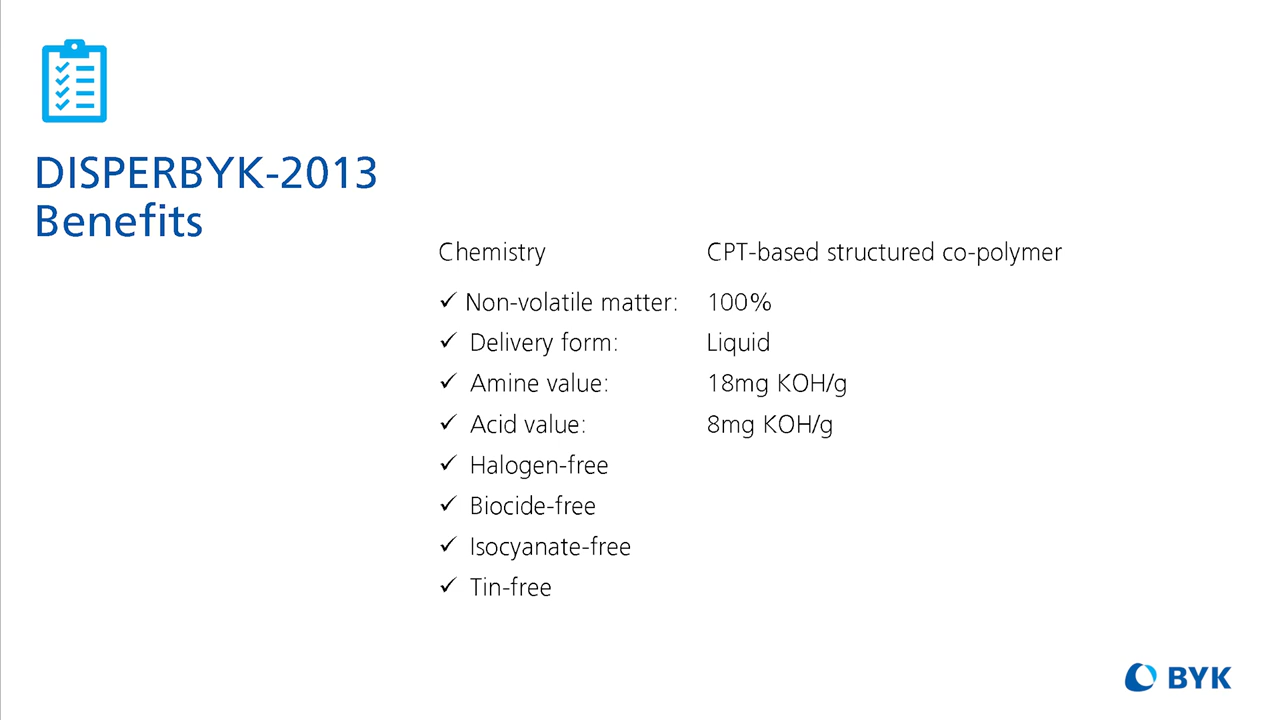 DISPERBYK-2013
Benefits
Chemistry CPT-based structured co-polymer
✓ Non-volatile matter: 100%
✓ Delivery form: Liquid
✓ Amine value: 18mg KOH/g
✓ Acid value: 8mg KOH/g
✓ Halogen-free
✓ Biocide-free
✓ Isocyanate-free
✓ Tin-free
BYK